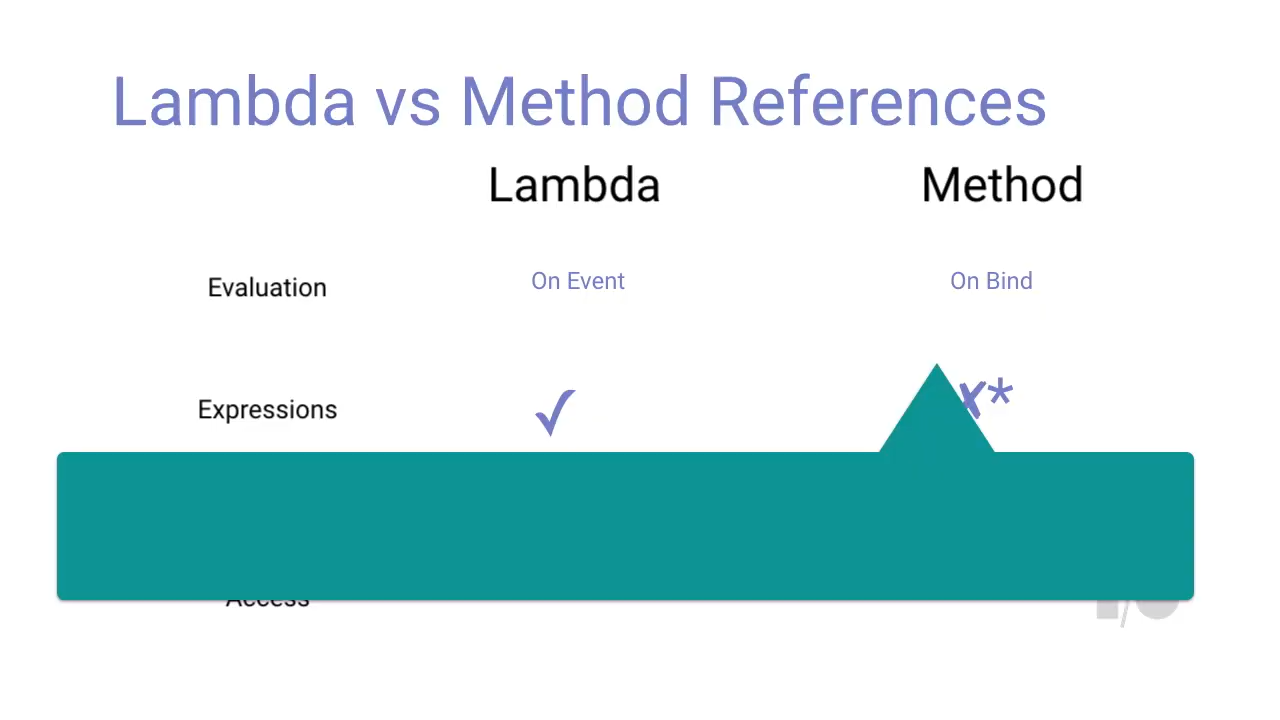 Lambda vs Method References
Lambda Method
Evaluation On Event On Bind
Expressions ✓ ✗*
Access